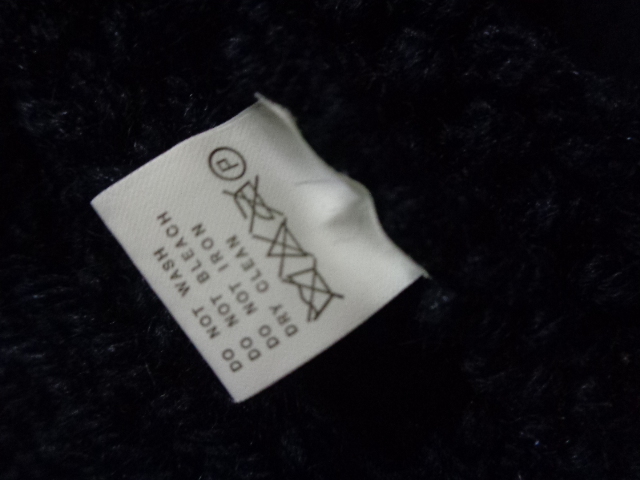 P
DO NOT WASH
DO NOT BLEACH
DO NOT IRON
DRY CLEAN